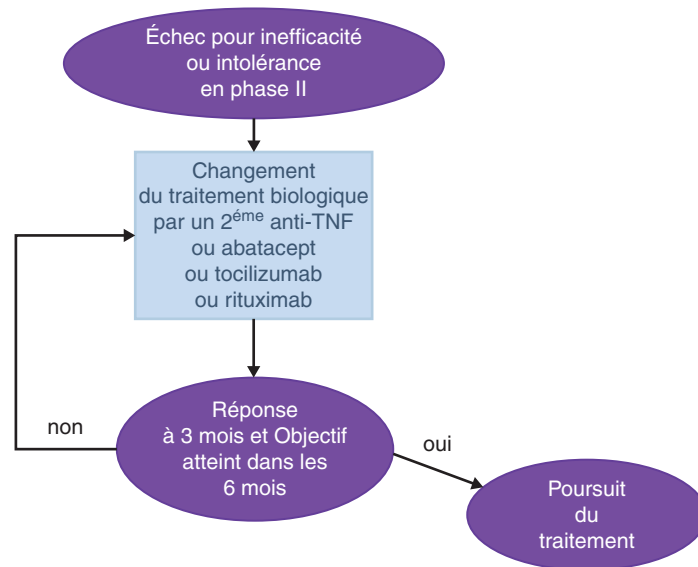 Échec pour inefficacité
ou intolérance
en phase II
Changement
du traitement biologique
par un 2éme anti-TNF
ou abatacept
ou tocilizumab
ou rituximab
non
Réponse
à 3 mois et Objectif
atteint dans les
6 mois
oui
Poursuit
du
traitement